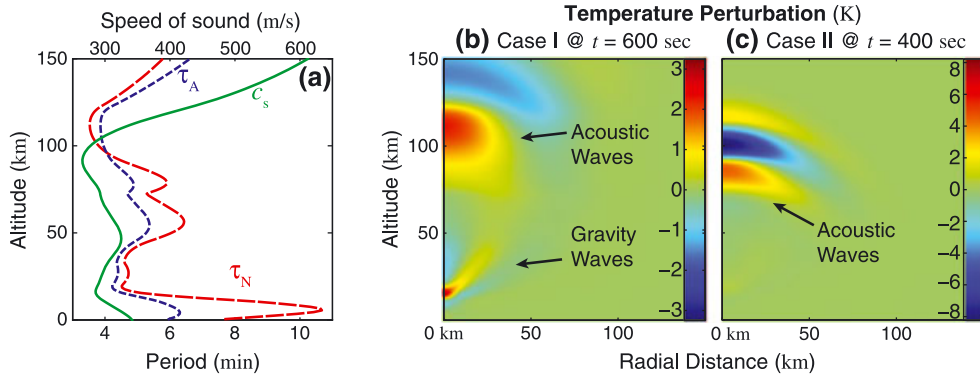 Speed of sound (m/s)
300 400 500 600
(a)
τA
cs
τN
Altitude (km)
150
100
50
0
4 6 8 10
Period (min)
Temperature Perturbation (K)
(b) Case I @ t = 600 sec
(c) Case II @ t = 400 sec
Altitude (km)
150
100
50
0 km 50 100
Acoustic
Waves
Gravity
Waves
3
2
1
0
−1
−2
−3
0 km 50 100
Acoustic
Waves
8
6
4
2
0
−2
−4
−6
−8
Radial Distance (km)